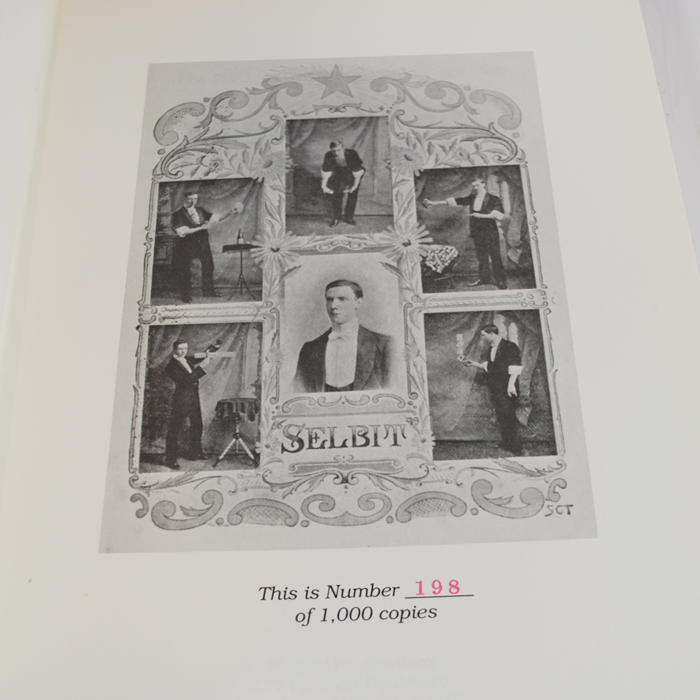 SELBIT
SCT
This is Number 198
of 1,000 copies